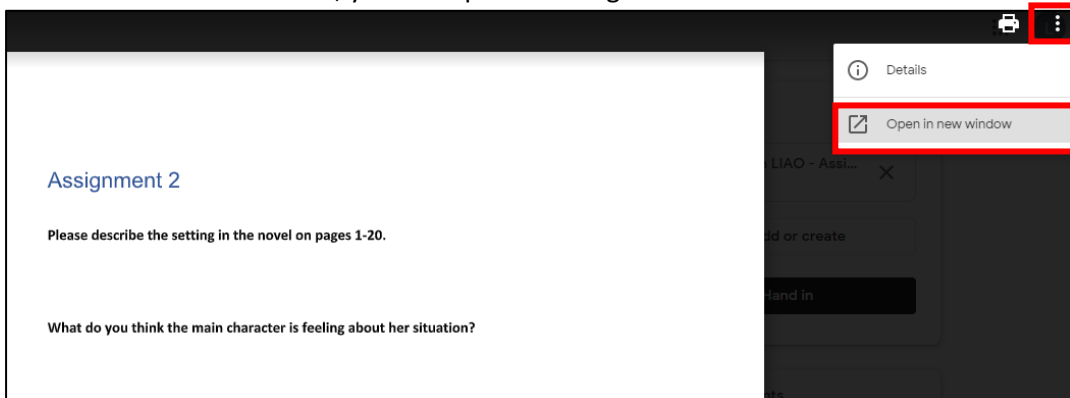 Details
Open in new window
LIAO - Assi...
Assignment 2
Please describe the setting in the novel on pages 1-20.
dd or create
Hand in
What do you think the main character is feeling about her situation?